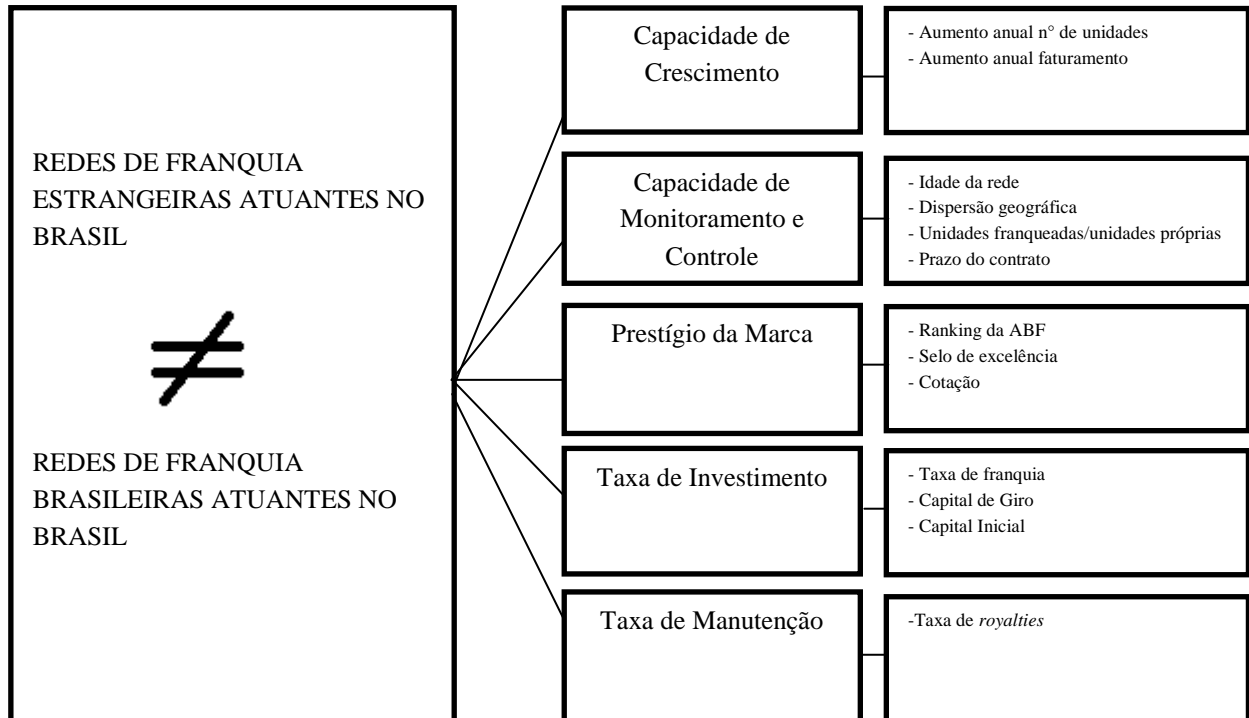 REDES DE FRANQUIA
ESTRANGEIRAS ATUANTES NO
BRASIL
≠
REDES DE FRANQUIA
BRASILEIRAS ATUANTES NO
BRASIL
Capacidade de
Crescimento
- Aumento anual n° de unidades
- Aumento anual faturamento
Capacidade de
Monitoramento e
Controle
- Idade da rede
- Dispersão geográfica
- Unidades franqueadas/unidades próprias
- Prazo do contrato
Prestígio da Marca
- Ranking da ABF
- Selo de excelência
- Cotação
Taxa de Investimento
- Taxa de franquia
- Capital de Giro
- Capital Inicial
Taxa de Manutenção
-Taxa de royalties